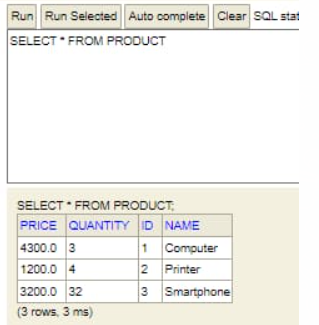 Run Run Selected Auto complete Clear SQL stat
SELECT * FROM PRODUCT
SELECT * FROM PRODUCT;
PRICE QUANTITY ID NAME
4300.0 3 1 Computer
1200.0 4 2 Printer
3200.0 32 3 Smartphone
(3 rows, 3 ms)